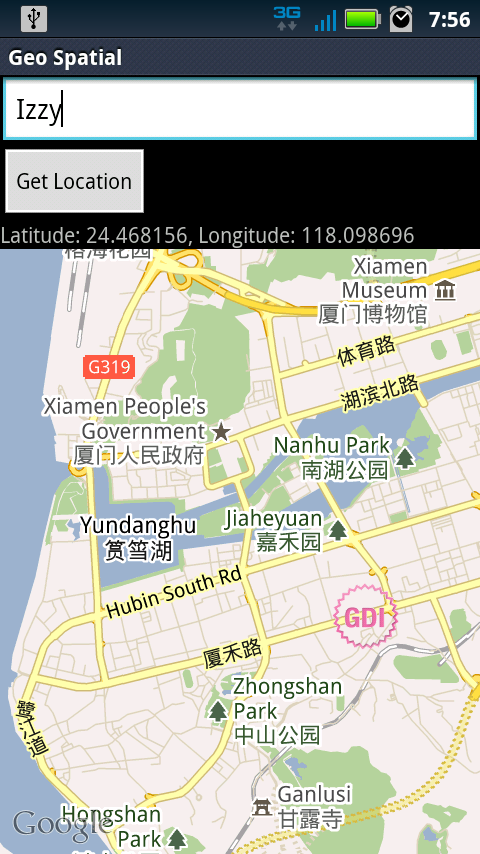 3G
7:56
Geo Spatial
Izzy
Get Location
Latitude: 24.468156, Longitude: 118.098696
Xiamen
Museum
厦门博物馆
体育路
G319
湖滨北路
Xiamen People's
Government
厦门人民政府
Nanhu Park
南湖公园
Yundanghu
筼筜湖
Jiaheyuan
嘉禾园
Hubin South Rd
GDI
厦禾路
Zhongshan
Park
中山公园
鹭江道
Ganlusi
甘露寺
Google
Hongshan
Park